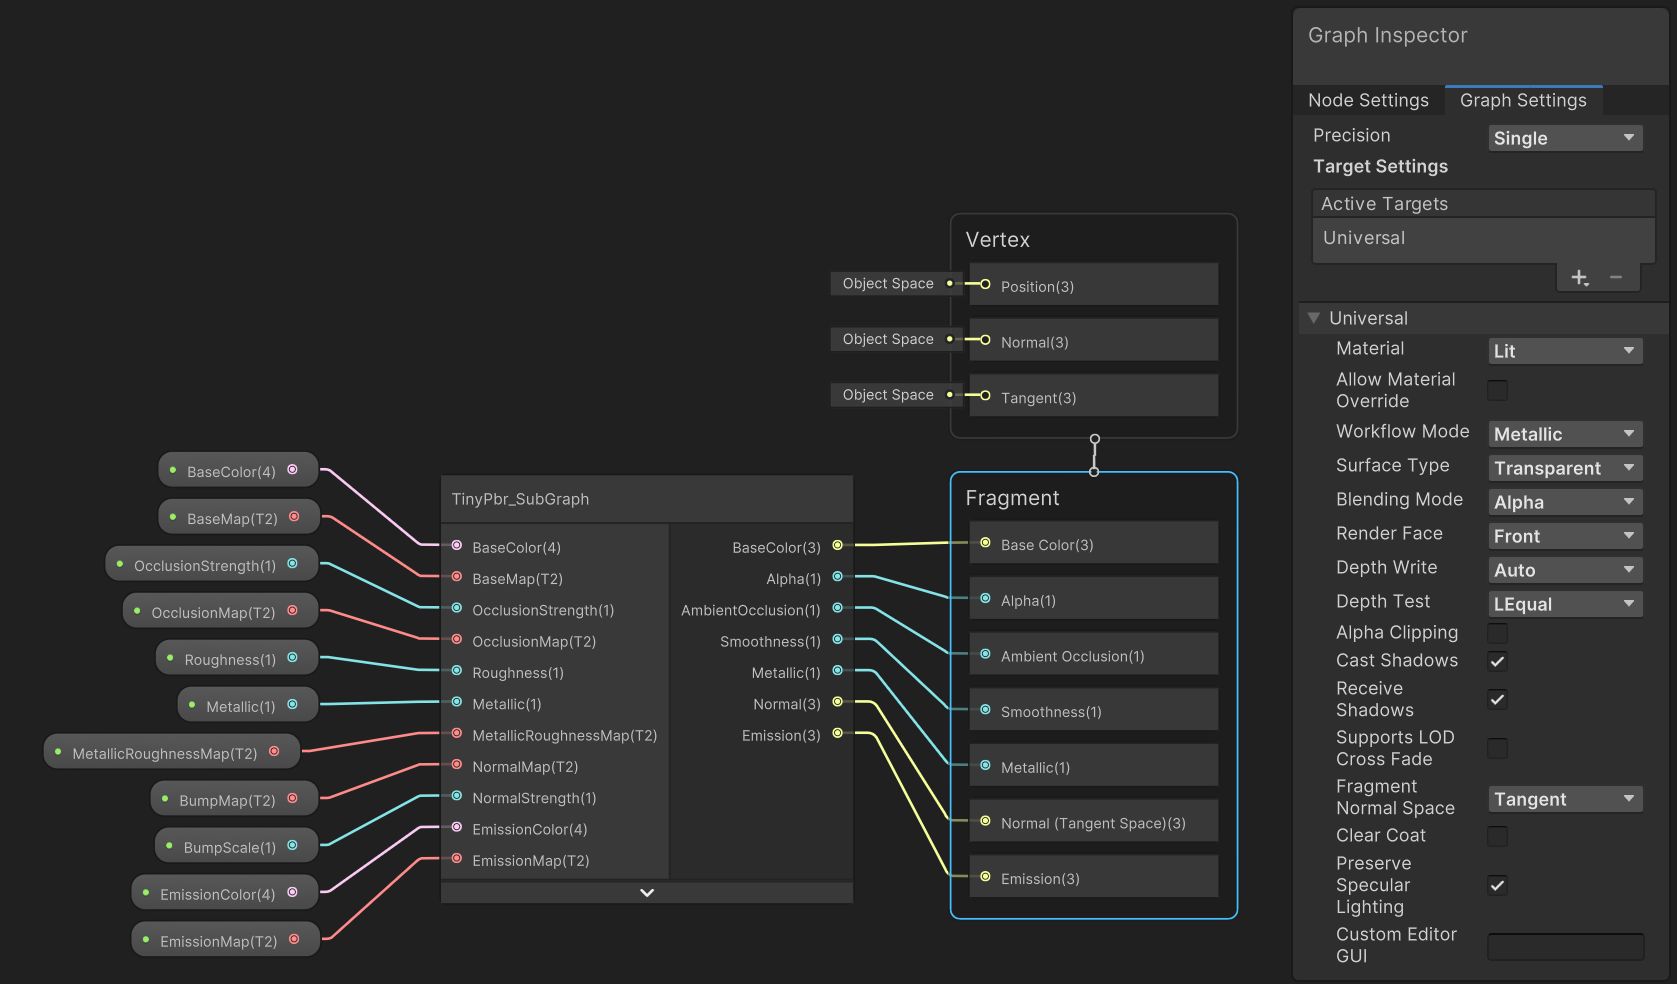 Graph Inspector
Node Settings
Graph Settings
Precision
Single
Target Settings
Active Targets
Universal
Universal
Material
Lit
Allow Material
Override
Workflow Mode
Metallic
Surface Type
Transparent
Blending Mode
Alpha
Render Face
Front
Depth Write
Auto
Depth Test
LEqual
Alpha Clipping
Cast Shadows
Receive
Shadows
Supports LOD
Cross Fade
Fragment
Normal Space
Tangent
Clear Coat
Preserve
Specular
Lighting
Custom Editor
GUI
Vertex
Object Space
Position(3)
Object Space
Normal(3)
Object Space
Tangent(3)
BaseColor(4)
BaseMap(T2)
OcclusionStrength(1)
OcclusionMap(T2)
Roughness(1)
Metallic(1)
MetallicRoughnessMap(T2)
BumpMap(T2)
BumpScale(1)
EmissionColor(4)
EmissionMap(T2)
TinyPbr_SubGraph
BaseColor(4)
BaseMap(T2)
OcclusionStrength(1)
OcclusionMap(T2)
Roughness(1)
Metallic(1)
MetallicRoughnessMap(T2)
NormalMap(T2)
NormalStrength(1)
EmissionColor(4)
EmissionMap(T2)
BaseColor(3)
Alpha(1)
AmbientOcclusion(1)
Smoothness(1)
Metallic(1)
Normal(3)
Emission(3)
Fragment
Base Color(3)
Alpha(1)
Ambient Occlusion(1)
Smoothness(1)
Metallic(1)
Normal (Tangent Space)(3)
Emission(3)